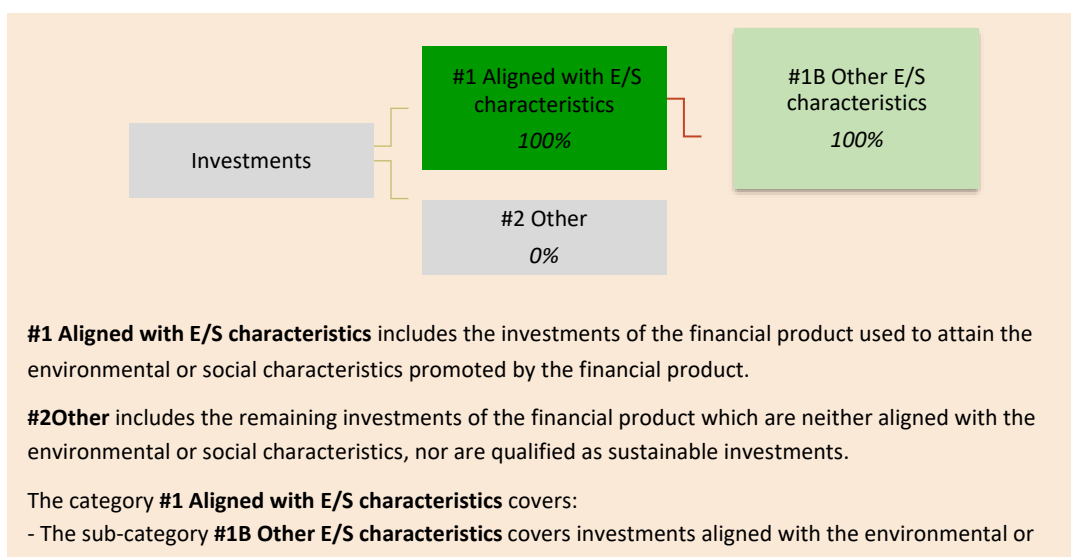 #1 Aligned with E/S
characteristics
100%
#1B Other E/S
characteristics
100%
Investments
#2 Other
0%
#1 Aligned with E/S characteristics includes the investments of the financial product used to attain the
environmental or social characteristics promoted by the financial product.
#2Other includes the remaining investments of the financial product which are neither aligned with the
environmental or social characteristics, nor are qualified as sustainable investments.
The category #1 Aligned with E/S characteristics covers:
- The sub-category #1B Other E/S characteristics covers investments aligned with the environmental or